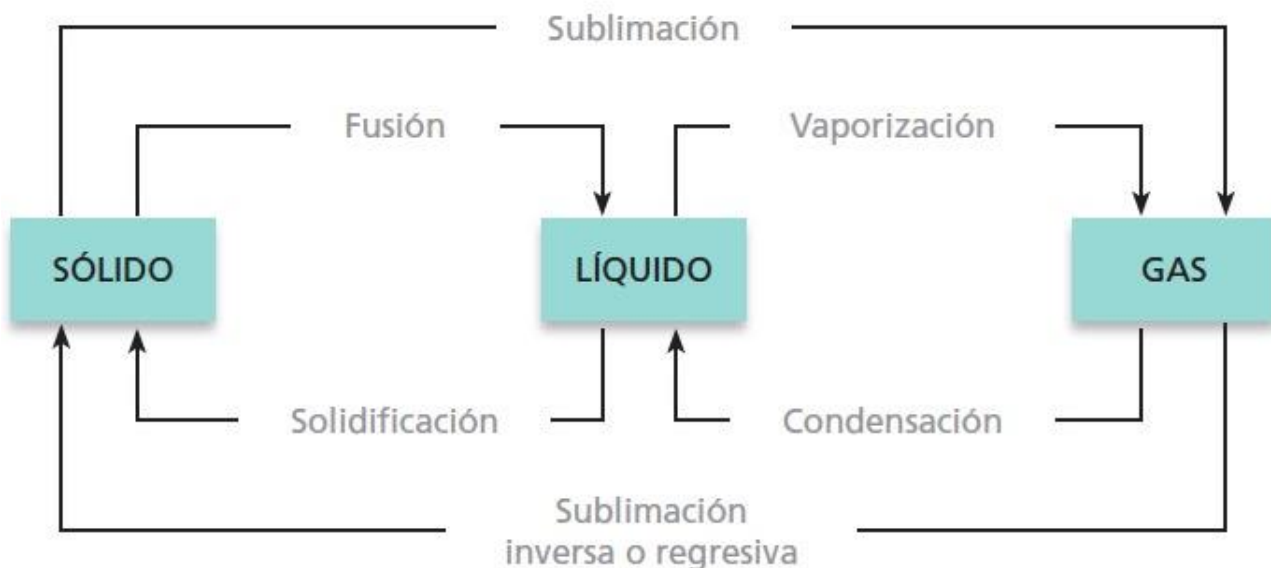 Sublimación
Fusión
Vaporización
SÓLIDO
LÍQUIDO
GAS
Solidificación
Condensación
Sublimación
inversa o regresiva